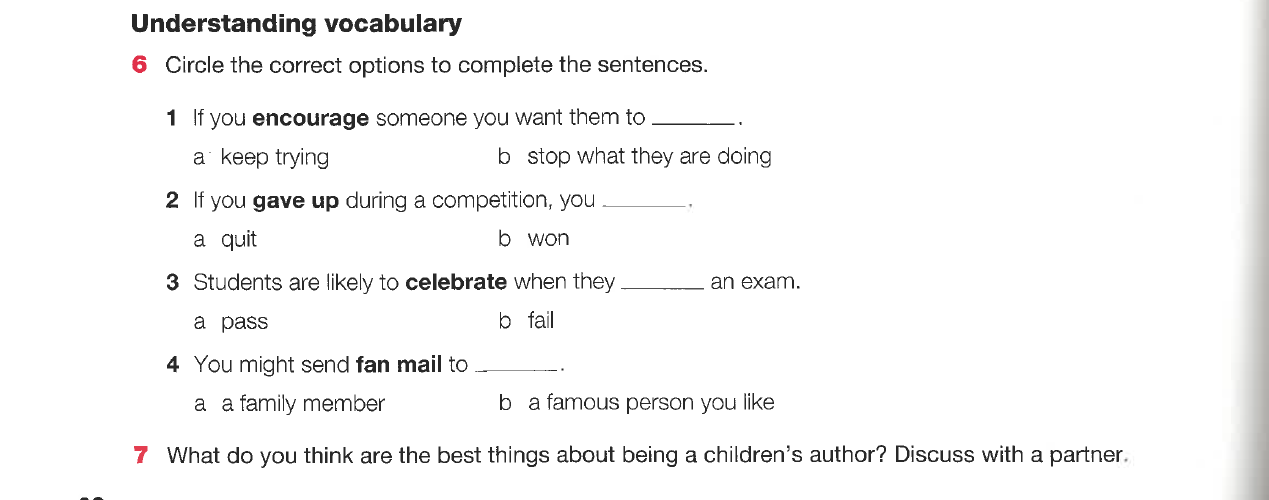 Understanding vocabulary
6 Circle the correct options to complete the sentences.
1 If you encourage someone you want them to ______.
a keep trying b stop what they are doing
2 If you gave up during a competition, you ______.
a quit b won
3 Students are likely to celebrate when they ______ an exam.
a pass b fail
4 You might send fan mail to ______.
a a family member b a famous person you like
7 What do you think are the best things about being a children's author? Discuss with a partner.